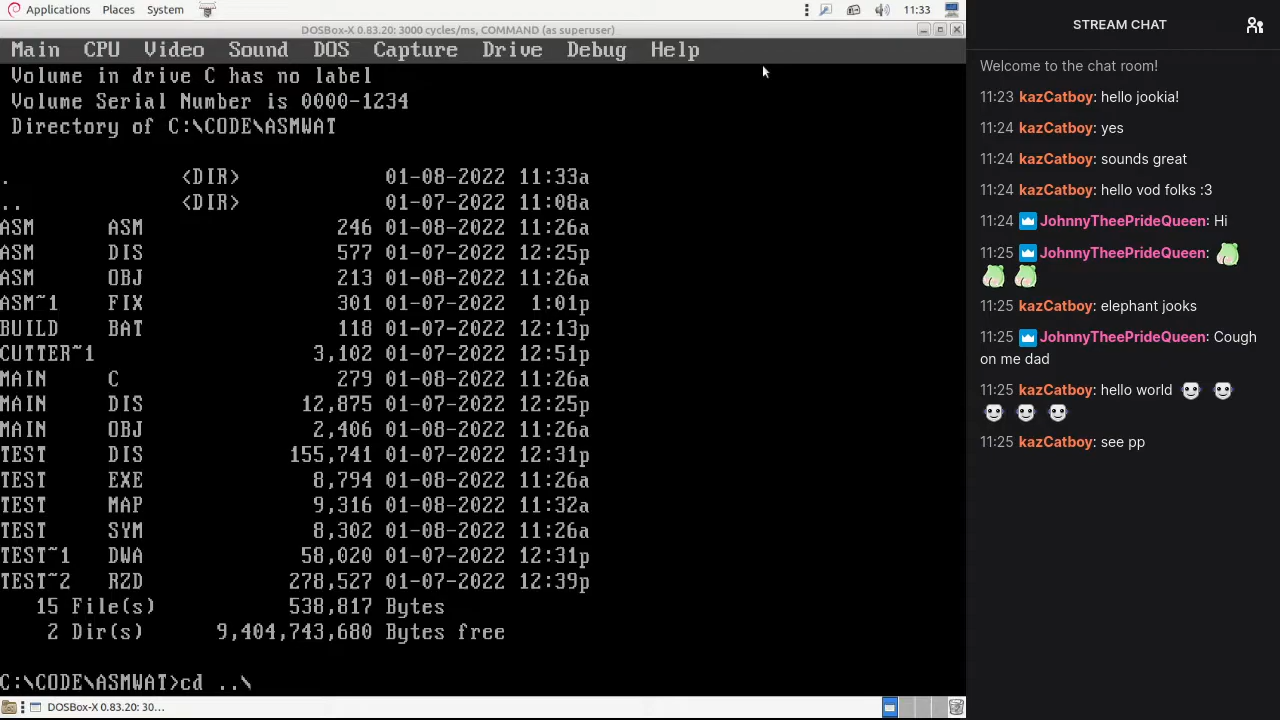 Applications Places System 11:33
DOSBox-X 0.83.20: 3000 cycles/ms, COMMAND (as superuser)
Main CPU Video Sound DOS Capture Drive Debug Help
Volume in drive C has no label
Volume Serial Number is 0000-1234
Directory of C:\CODE\ASMWAT
. <DIR> 01-08-2022 11:33a
.. <DIR> 01-07-2022 11:08a
ASM ASM 246 01-08-2022 11:26a
ASM DIS 577 01-07-2022 12:25p
ASM OBJ 213 01-08-2022 11:26a
ASM~1 FIX 301 01-07-2022 1:01p
BUILD BAT 118 01-07-2022 12:13p
CUTTER~1 3,102 01-07-2022 12:51p
MAIN C 279 01-08-2022 11:26a
MAIN DIS 12,875 01-07-2022 12:25p
MAIN OBJ 2,406 01-08-2022 11:26a
TEST DIS 155,741 01-07-2022 12:31p
TEST EXE 8,794 01-08-2022 11:26a
TEST MAP 9,316 01-08-2022 11:32a
TEST SYM 8,302 01-08-2022 11:26a
TEST~1 DWA 58,020 01-07-2022 12:31p
TEST~2 R2D 278,527 01-07-2022 12:39p
15 File(s) 538,817 Bytes
2 Dir(s) 9,404,743,680 Bytes free
C:\CODE\ASMWAT>cd ..\
DOSBox-X 0.83.20: 30...
STREAM CHAT
Welcome to the chat room!
11:23 kazCatboy: hello jookia!
11:24 kazCatboy: yes
11:24 kazCatboy: sounds great
11:24 kazCatboy: hello vod folks :3
11:24 JohnnyTheePrideQueen: Hi
11:25 JohnnyTheePrideQueen:
11:25 kazCatboy: elephant jooks
11:25 JohnnyTheePrideQueen: Cough
on me dad
11:25 kazCatboy: hello world
11:25 kazCatboy: see pp